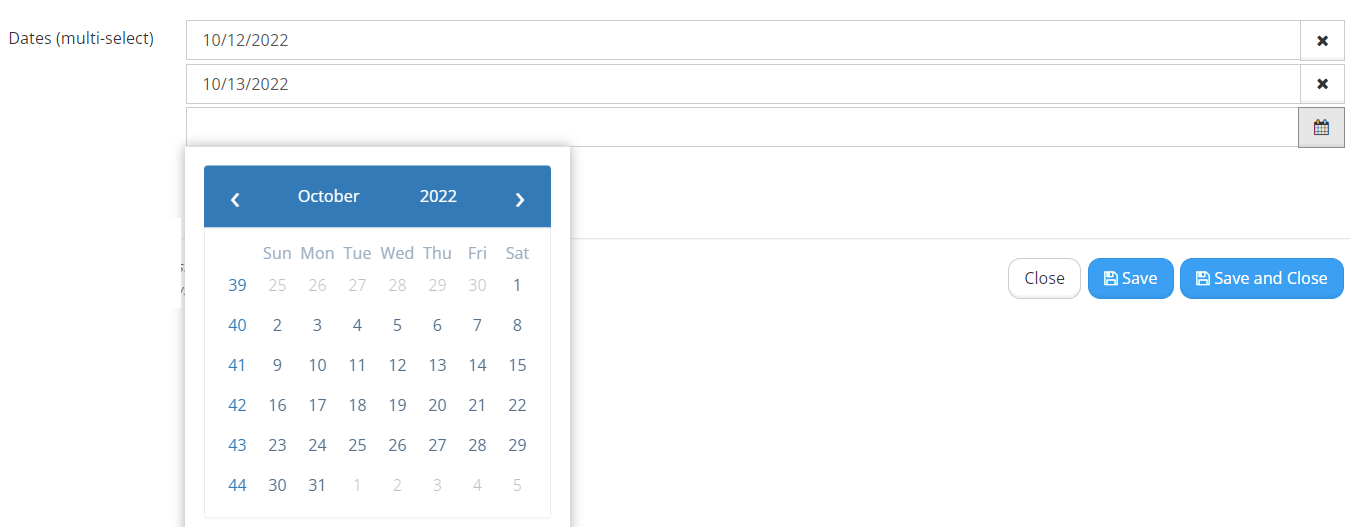 Dates (multi-select)
10/12/2022
10/13/2022
October 2022
Sun Mon Tue Wed Thu Fri Sat
39 25 26 27 28 29 30 1
40 2 3 4 5 6 7 8
41 9 10 11 12 13 14 15
42 16 17 18 19 20 21 22
43 23 24 25 26 27 28 29
44 30 31 1 2 3 4 5
Close Save Save and Close